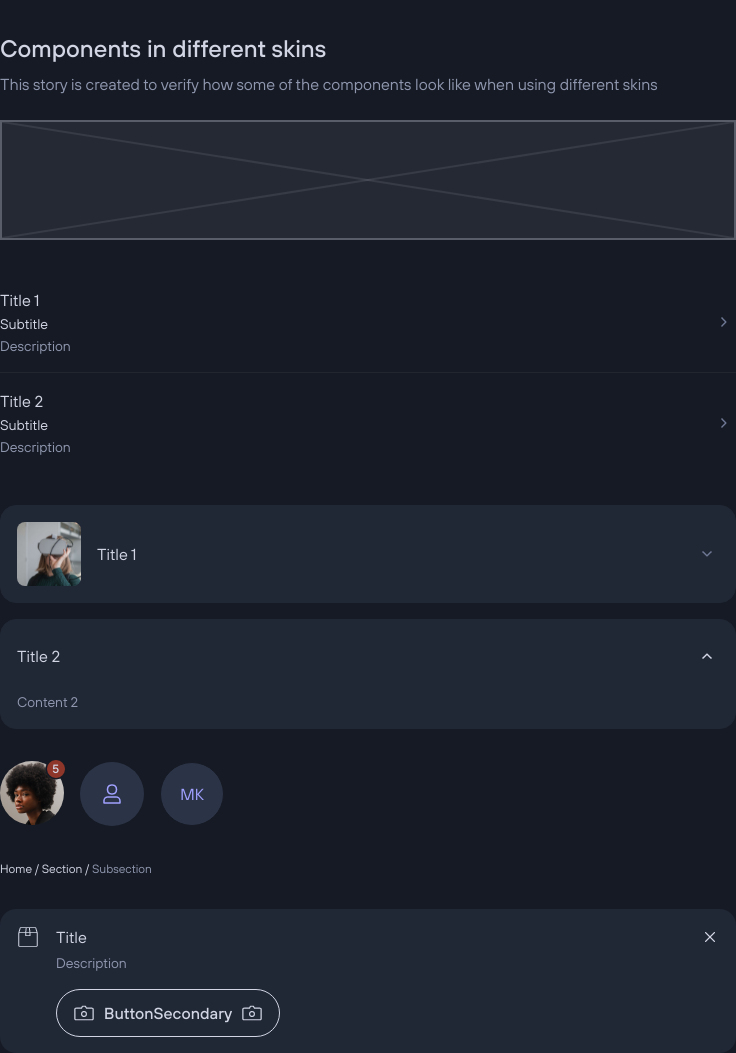 Components in different skins
This story is created to verify how some of the components look like when using different skins
Title 1
Subtitle
Description
Title 2
Subtitle
Description
Title 1
Title 2
Content 2
5
MK
Home / Section / Subsection
Title
Description
ButtonSecondary